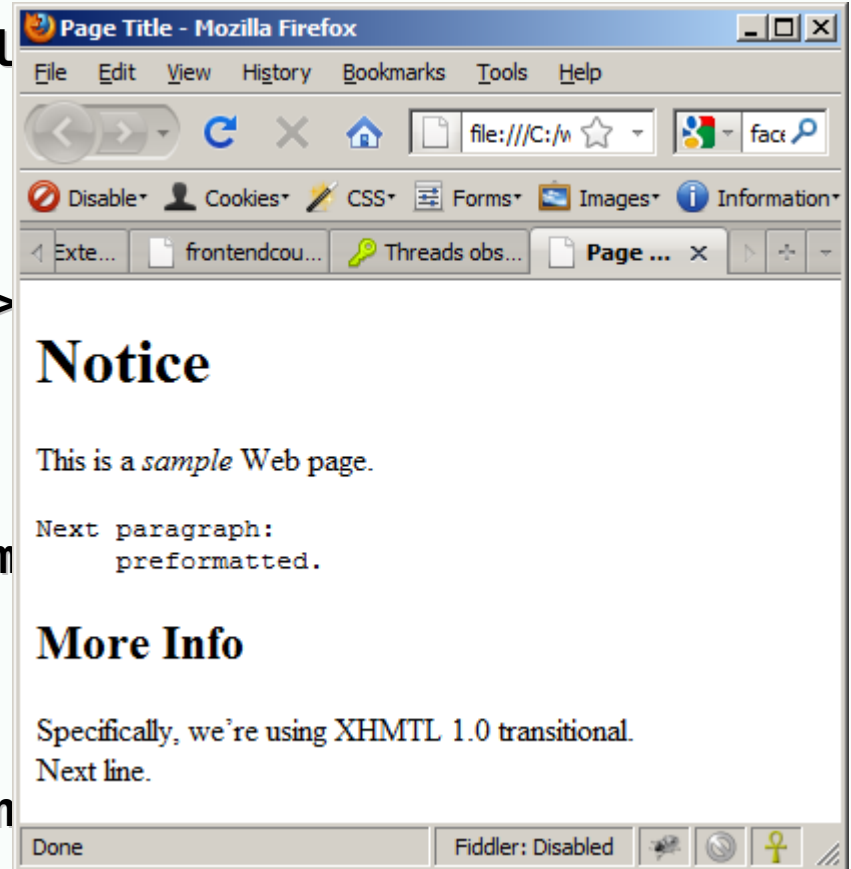 Page Title - Mozilla Firefox
File Edit View History Bookmarks Tools Help
file:///C:/w
face
Disable Cookies CSS Forms Images Information
Exte... frontendcou... Threads obs... Page ...
>
Notice
This is a sample Web page.
Next paragraph:
preformatted.
More Info
Specifically, we're using XHMTL 1.0 transitional.
Next line.
Done Fiddler: Disabled